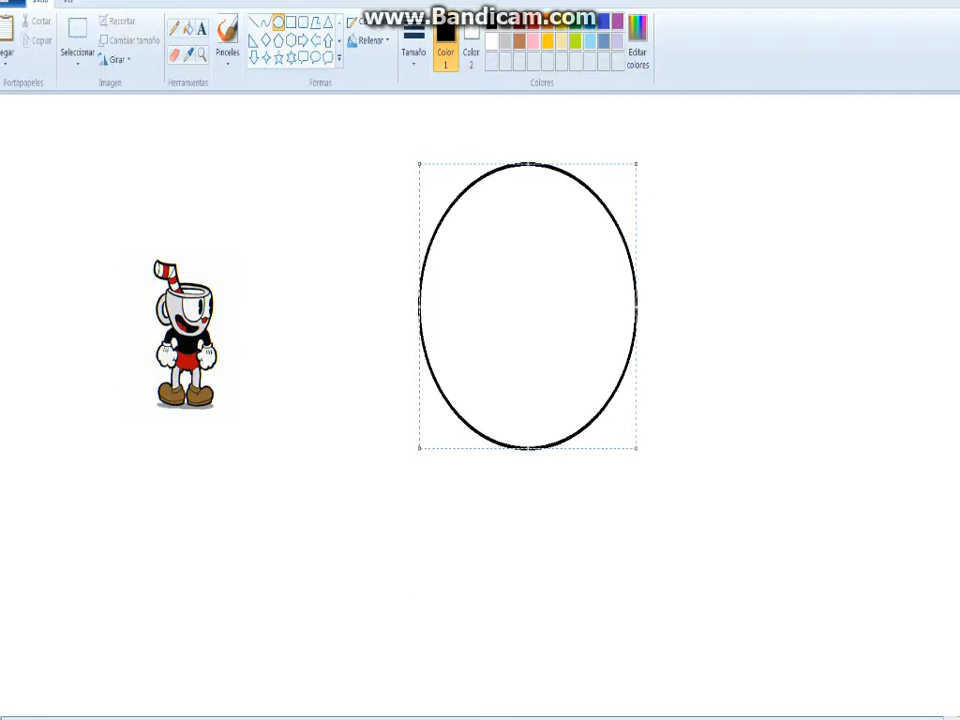 www.Bandicam.com
Cortar
Copiar
Portapapeles
Seleccionar
Recortar
Cambiar tamaño
Girar
Imagen
Herramientas
A
Pinceles
Rellenar
Formas
Tamaño
Color
1
Color
2
Editar
colores
Colores